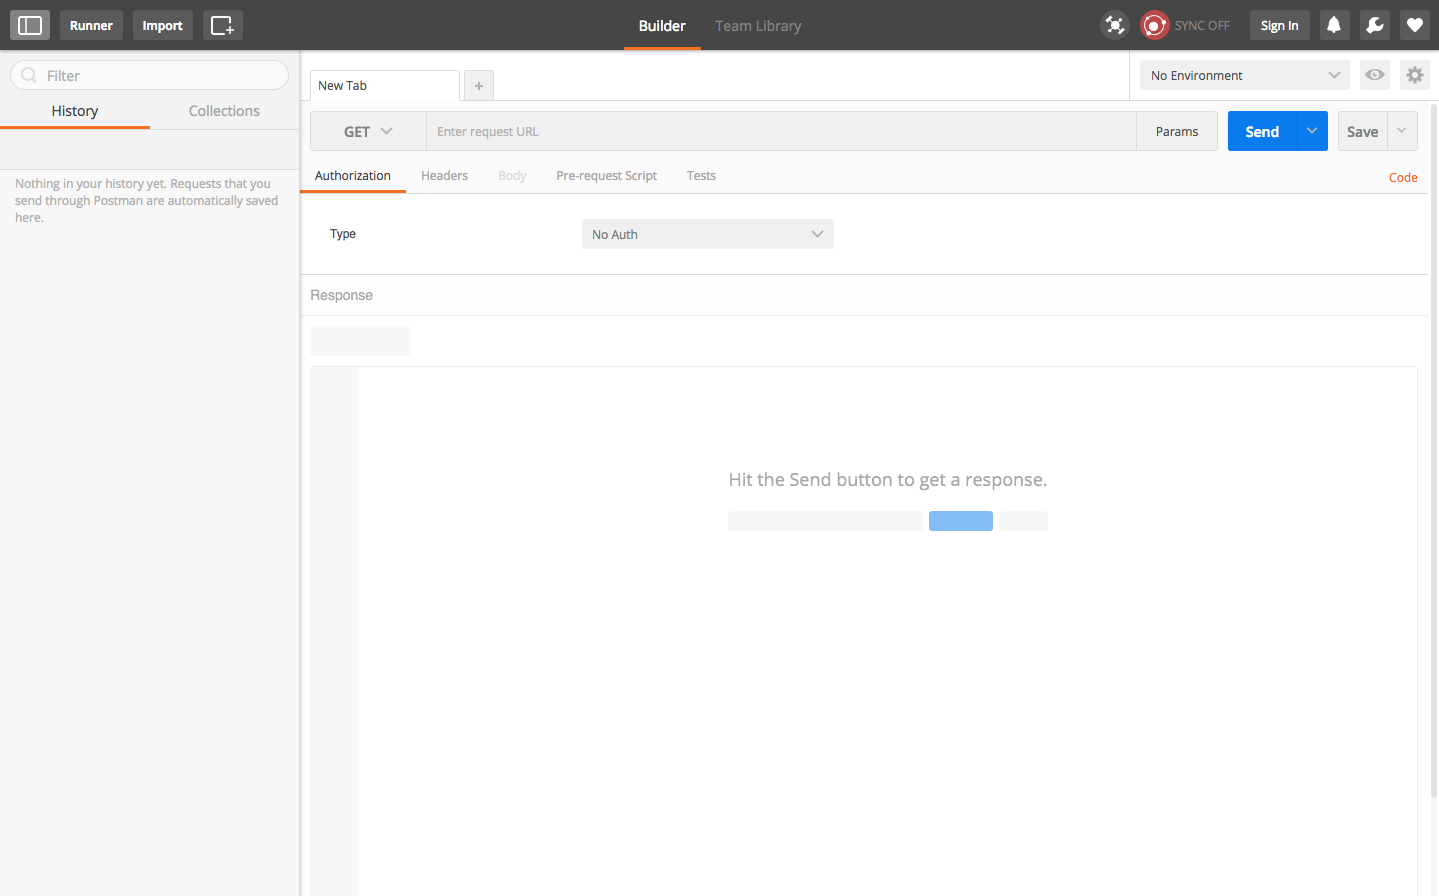 Runner
Import
Builder
Team Library
SYNC OFF
Sign In
Filter
History
Collections
Nothing in your history yet. Requests that you
send through Postman are automatically saved
here.
New Tab
+
No Environment
GET
Enter request URL
Params
Send
Save
Authorization
Headers
Body
Pre-request Script
Tests
Code
Type
No Auth
Response
Hit the Send button to get a response.